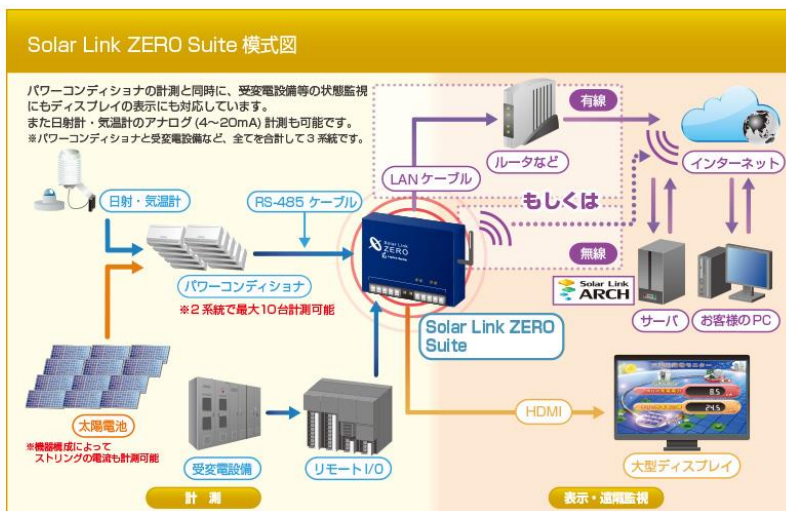 Solar Link ZERO Suite 模式図
パワーコンディショナの計測と同時に、受変電設備等の状態監視
にもディスプレイの表示にも対応しています。
また日射計・気温計のアナログ(4〜20mA)計測も可能です。
※パワーコンディショナと受変電設備など、全てを合計して3系統です。
日射・気温計
RS-485 ケーブル
LANケーブル
ルータなど
有線
インターネット
もしくは
無線
Solar Link
ZERO
パワーコンディショナ
※2系統で最大10台計測可能
Solar Link ZERO
Suite
Solar Link
ARCH
サーバ
お客様のPC
太陽電池
※機器構成によって
ストリングの電流も計測可能
受変電設備
リモートI/O
HDMI
8.5
24.5
大型ディスプレイ
計 測
表示・遠隔監視